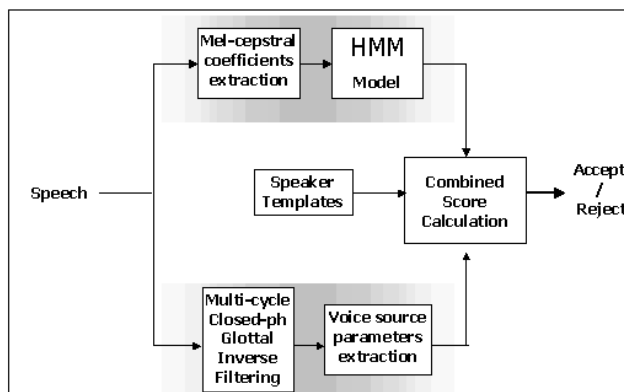 Mel-cepstral
coefficients
extraction
HMM
Model
Speech
Speaker
Templates
Combined
Score
Calculation
Accept
/
Reject
Multi-cycle
Closed-ph
Glottal
Inverse
Filtering
Voice source
parameters
extraction